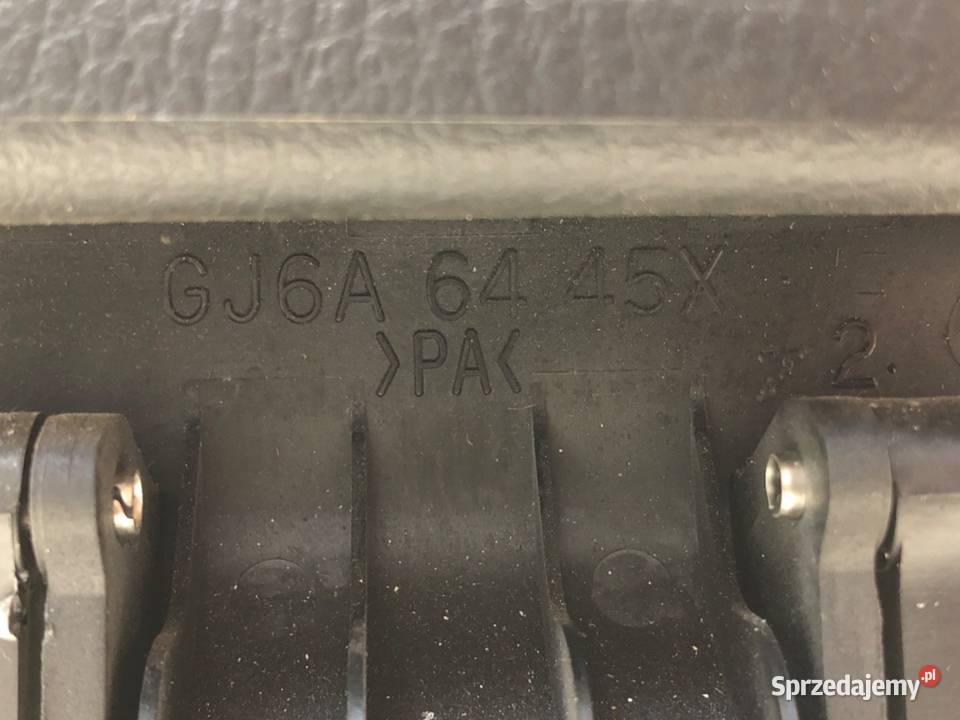 GJ6A 64 45X
>PA<
2.
Sprzedajemy.pl